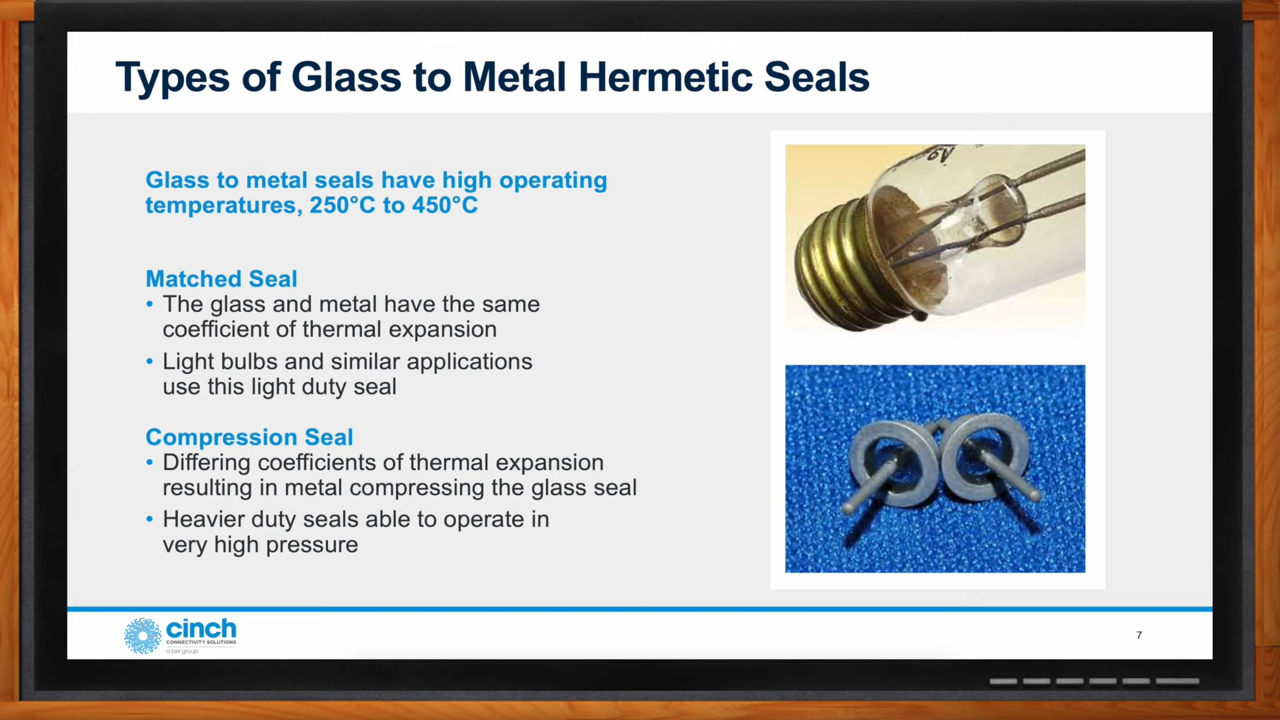 Types of Glass to Metal Hermetic Seals
Glass to metal seals have high operating
temperatures, 250°C to 450°C
Matched Seal
• The glass and metal have the same
coefficient of thermal expansion
• Light bulbs and similar applications
use this light duty seal
Compression Seal
• Differing coefficients of thermal expansion
resulting in metal compressing the glass seal
• Heavier duty seals able to operate in
very high pressure
6V
cinch
CONNECTIVITY SOLUTIONS
a bel group
7